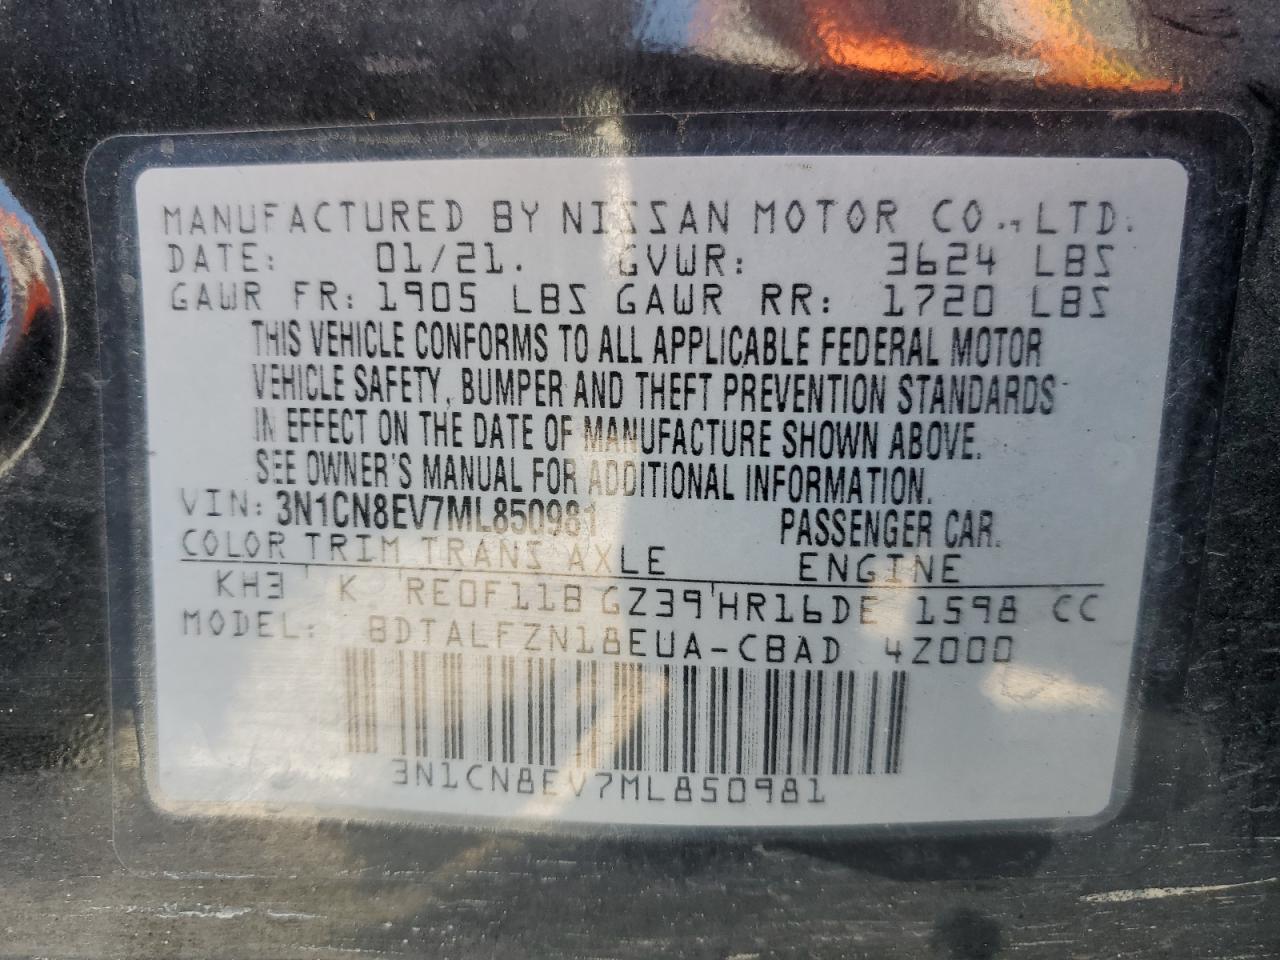 MANUFACTURED BY NISSAN MOTOR CO., LTD.
DATE: 01/21. GVWR: 3624 LBS
GAWR FR: 1905 LBS GAWR RR: 1720 LBS
THIS VEHICLE CONFORMS TO ALL APPLICABLE FEDERAL MOTOR
VEHICLE SAFETY, BUMPER AND THEFT PREVENTION STANDARDS
IN EFFECT ON THE DATE OF MANUFACTURE SHOWN ABOVE.
SEE OWNER'S MANUAL FOR ADDITIONAL INFORMATION.
VIN: 3N1CN8EV7ML850981 PASSENGER CAR.
COLOR TRIM TRANS AXLE ENGINE
KH3 K RE0F11B GZ39 HR16DE 1598 CC
MODEL: BDTALFZN18EUA-CBAD 4Z000
3N1CN8EV7ML850981